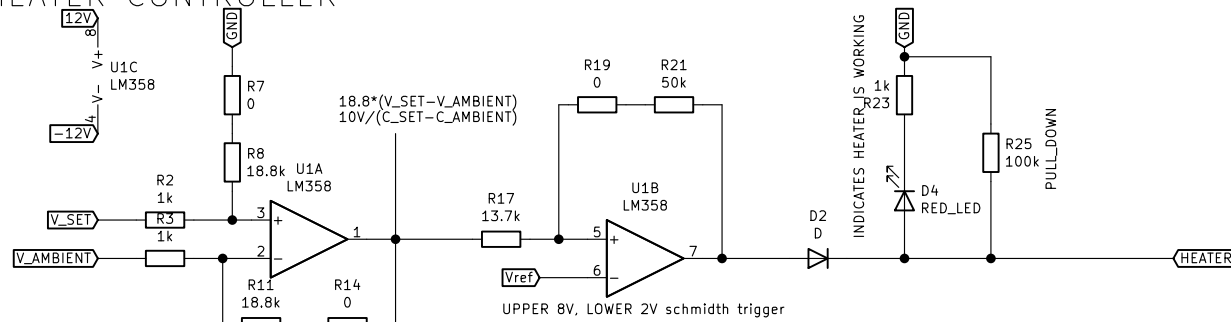 HEATER CONTROLLER
12V
8
V+
U1C
LM358
V-
4
-12V
GND
R7
0
R8
18.8k
18.8*(V_SET-V_AMBIENT)
10V/(C_SET-C_AMBIENT)
R2
1k
V_SET
R3
1k
V_AMBIENT
U1A
LM358
3
+
2
-
1
R11
18.8k
R14
0
R19
0
R21
50k
R17
13.7k
U1B
LM358
5
+
6
-
7
Vref
UPPER 8V, LOWER 2V schmidth trigger
D2
D
INDICATES HEATER IS WORKING
GND
1k
R23
D4
RED_LED
R25
100k
PULL_DOWN
HEATER